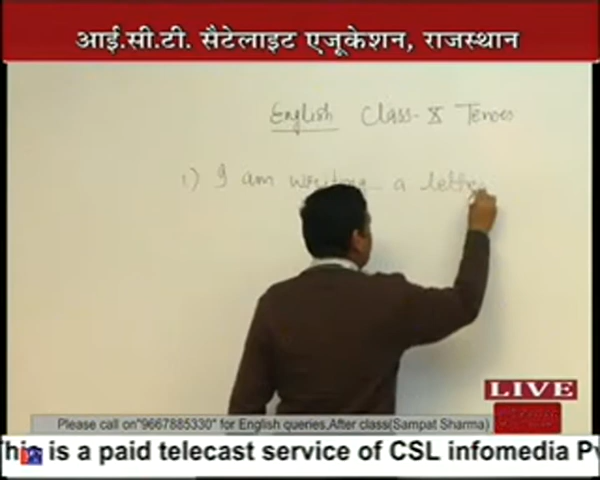 आई.सी.टी. सैटेलाइट एजूकेशन, राजस्थान
English Class-X Tenses
1) I am writing a letter
LIVE
Please call on"9667885330" for English queries,After class(Sampat Sharma)
is a paid telecast service of CSL infomedia